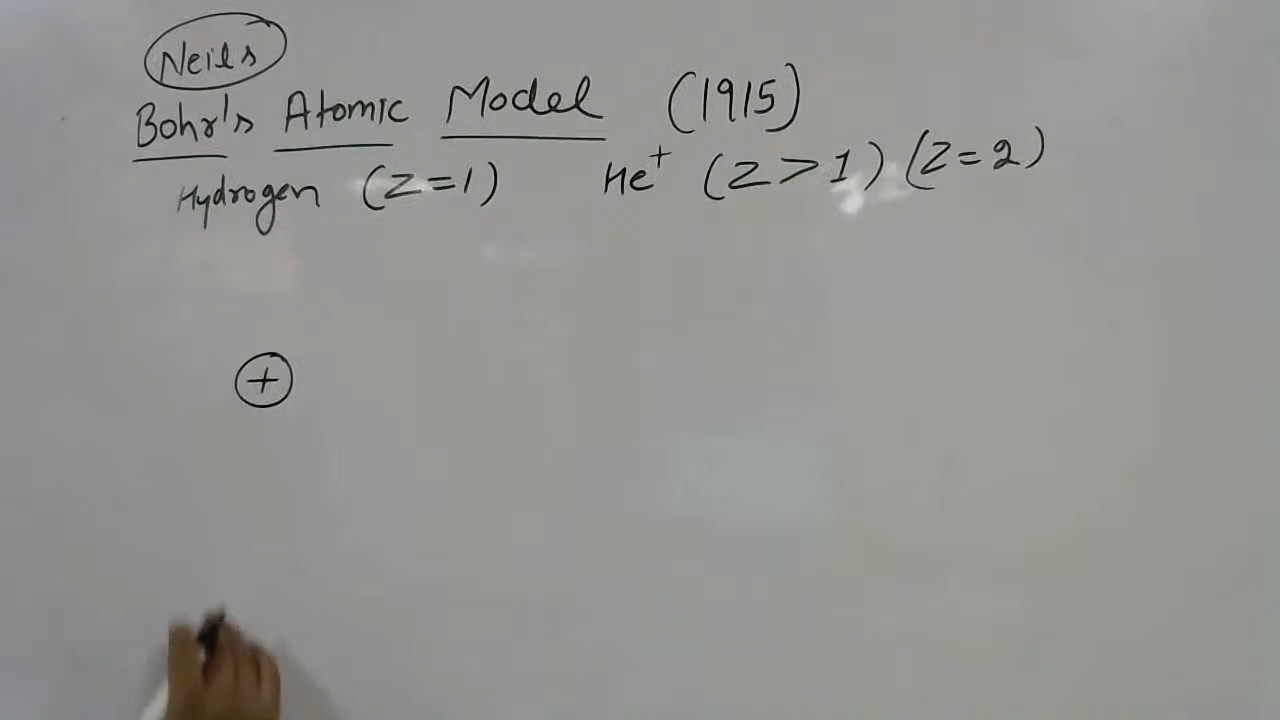 Neils
Bohr's Atomic Model (1915)
Hydrogen (Z=1) He⁺ (Z>1) (Z=2)
+